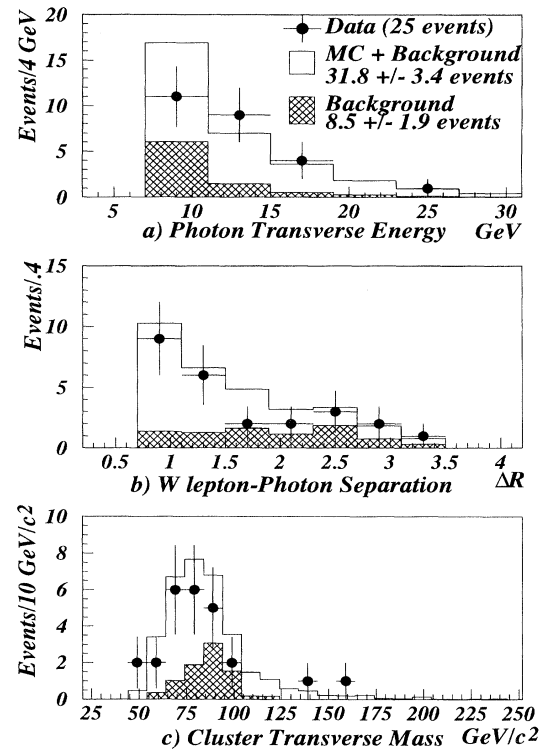 Events/4 GeV
20
15
10
5
0
Data (25 events)
MC + Background
31.8 +/- 3.4 events
Background
8.5 +/- 1.9 events
5 10 15 20 25 30
a) Photon Transverse Energy GeV
Events/.4
15
10
5
0
0.5 1 1.5 2 2.5 3 3.5 4
b) W lepton-Photon Separation ΔR
Events/10 GeV/c2
10
8
6
4
2
0
25 50 75 100 125 150 175 200 225 250
c) Cluster Transverse Mass GeV/c2